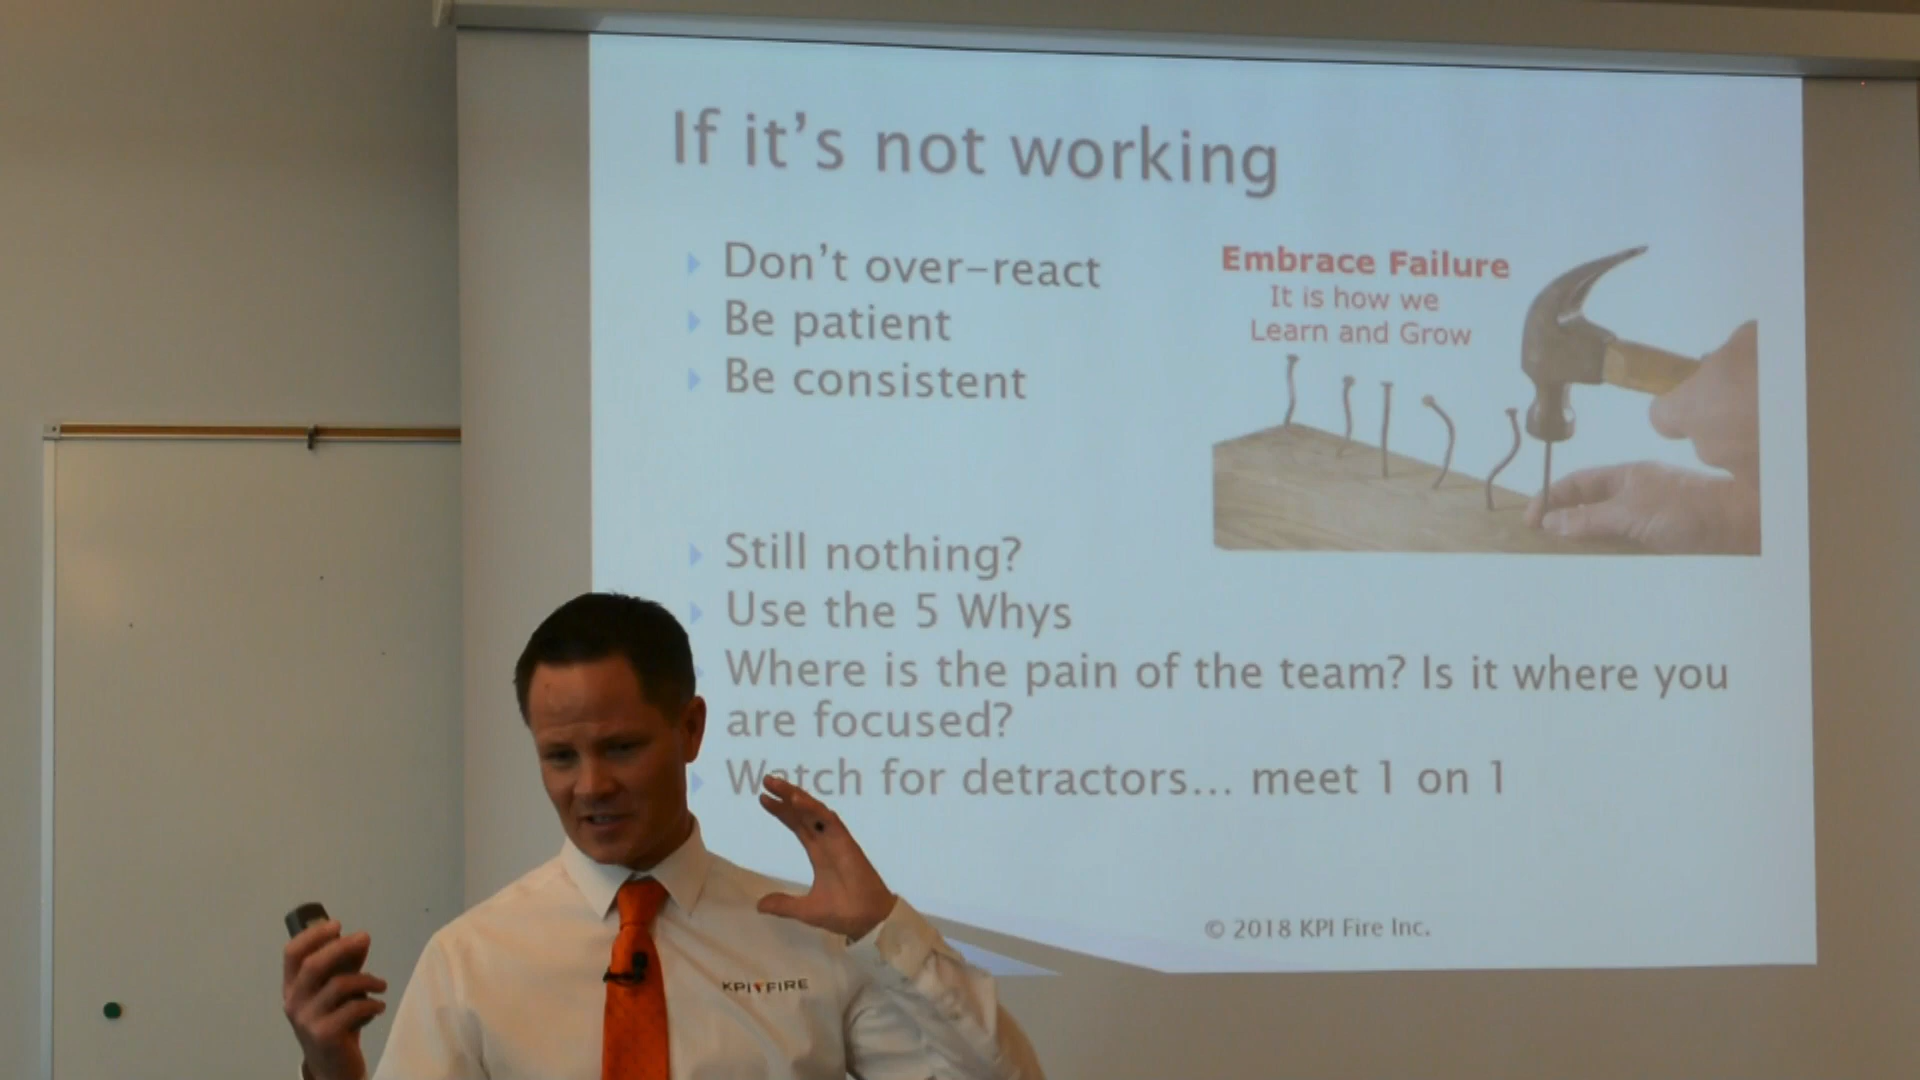 If it's not working
Don't over-react
Be patient
Be consistent
Embrace Failure
It is how we
Learn and Grow
Still nothing?
Use the 5 Whys
Where is the pain of the team? Is it where you
are focused?
Watch for detractors... meet 1 on 1
© 2018 KPI Fire Inc.
KPI FIRE